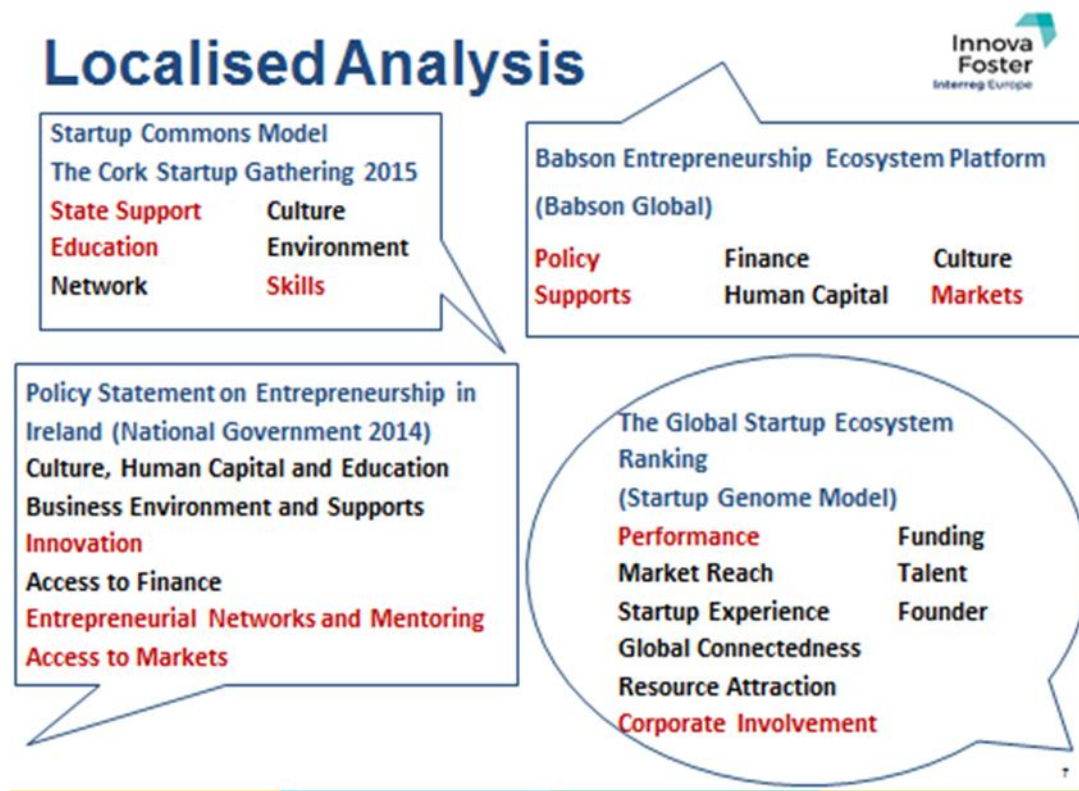 Localised Analysis
Innova
Foster
Interreg Europe
Startup Commons Model
The Cork Startup Gathering 2015
State Support Culture
Education Environment
Network Skills
Babson Entrepreneurship Ecosystem Platform
(Babson Global)
Policy Finance Culture
Supports Human Capital Markets
Policy Statement on Entrepreneurship in
Ireland (National Government 2014)
Culture, Human Capital and Education
Business Environment and Supports
Innovation
Access to Finance
Entrepreneurial Networks and Mentoring
Access to Markets
The Global Startup Ecosystem
Ranking
(Startup Genome Model)
Performance Funding
Market Reach Talent
Startup Experience Founder
Global Connectedness
Resource Attraction
Corporate Involvement
7